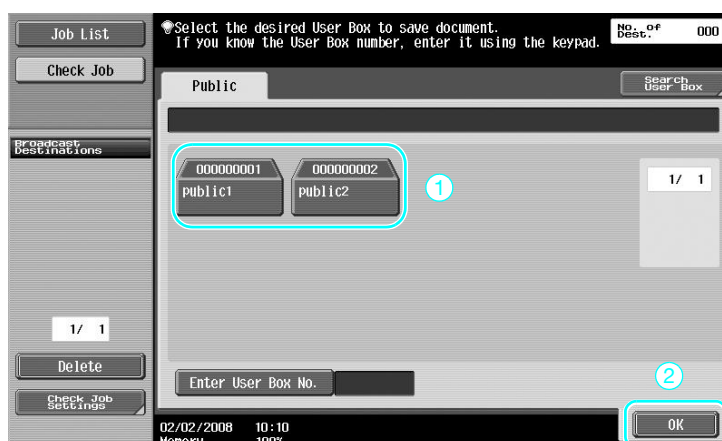 Job List
Select the desired User Box to save document.
If you know the User Box number, enter it using the keypad.
No. of
Dest.
000
Check Job
Public
Search
User Box
Broadcast
Destinations
000000001
000000002
public1
public2
1
1/ 1
1/ 1
Delete
Enter User Box No.
2
Check Job
Settings
OK
02/02/2008 10:10
Memory 100%